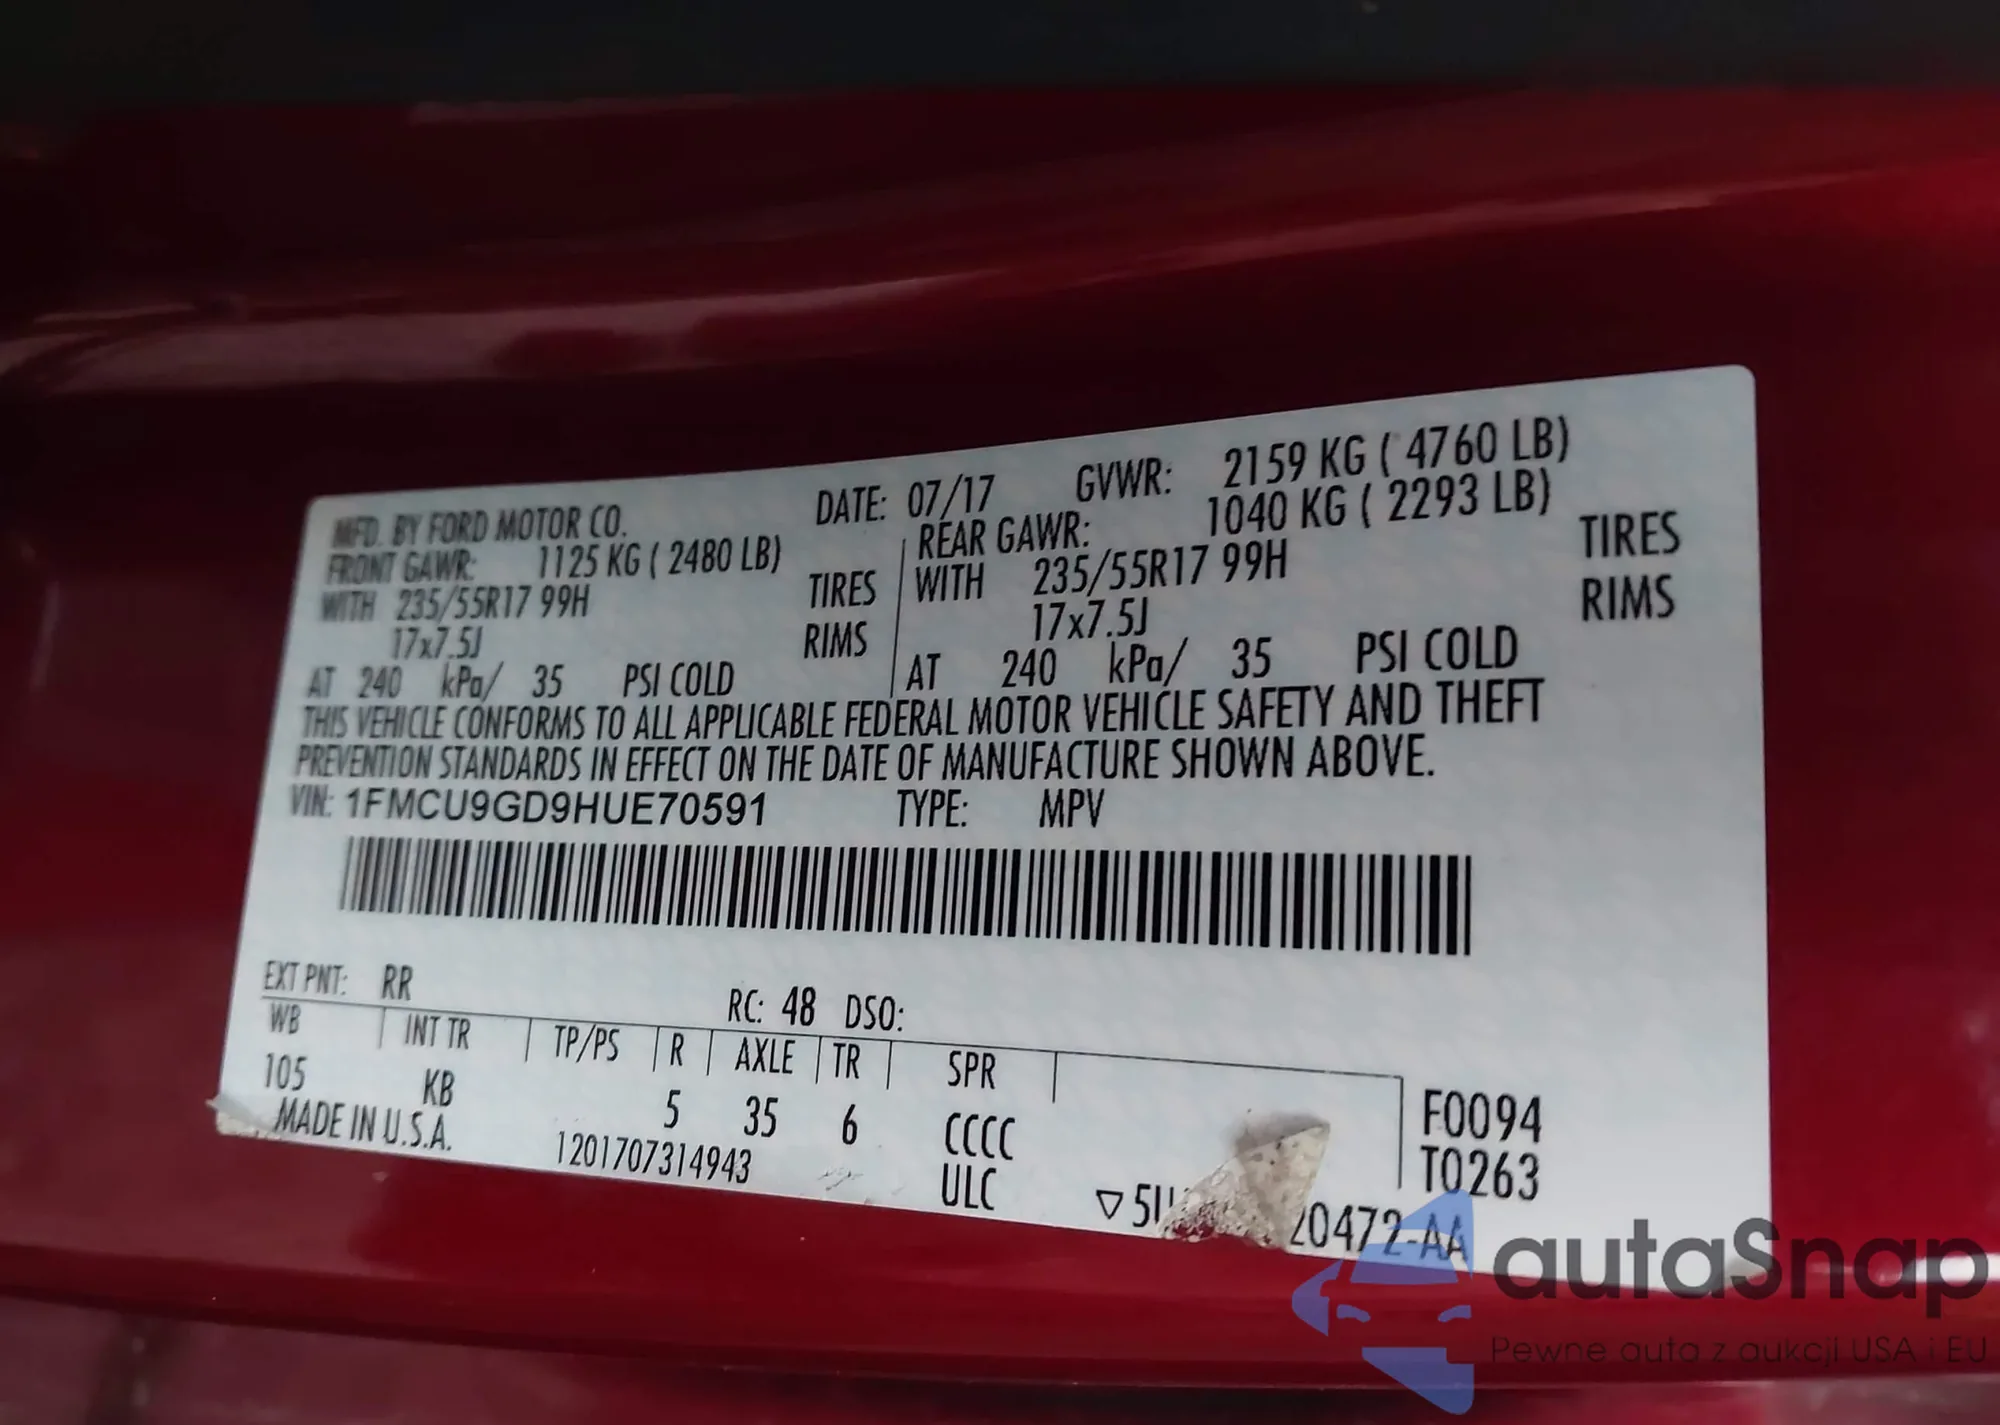 MFD. BY FORD MOTOR CO. DATE: 07/17 GVWR: 2159 KG ( 4760 LB)
FRONT GAWR: 1125 KG ( 2480 LB) REAR GAWR: 1040 KG ( 2293 LB)
WITH 235/55R17 99H TIRES WITH 235/55R17 99H TIRES
17x7.5J RIMS 17x7.5J RIMS
AT 240 kPa/ 35 PSI COLD AT 240 kPa/ 35 PSI COLD
THIS VEHICLE CONFORMS TO ALL APPLICABLE FEDERAL MOTOR VEHICLE SAFETY AND THEFT
PREVENTION STANDARDS IN EFFECT ON THE DATE OF MANUFACTURE SHOWN ABOVE.
VIN: 1FMCU9GD9HUE70591 TYPE: MPV
EXT PNT: RR RC: 48 DSO:
WB INT TR TP/PS R AXLE TR SPR
105 KB 5 35 6 CCCC F0094
MADE IN U.S.A. 1201707314943 ULC T0263
▽ 5U 20472-AA
autaSnap
Pewne auta z aukcji USA i EU